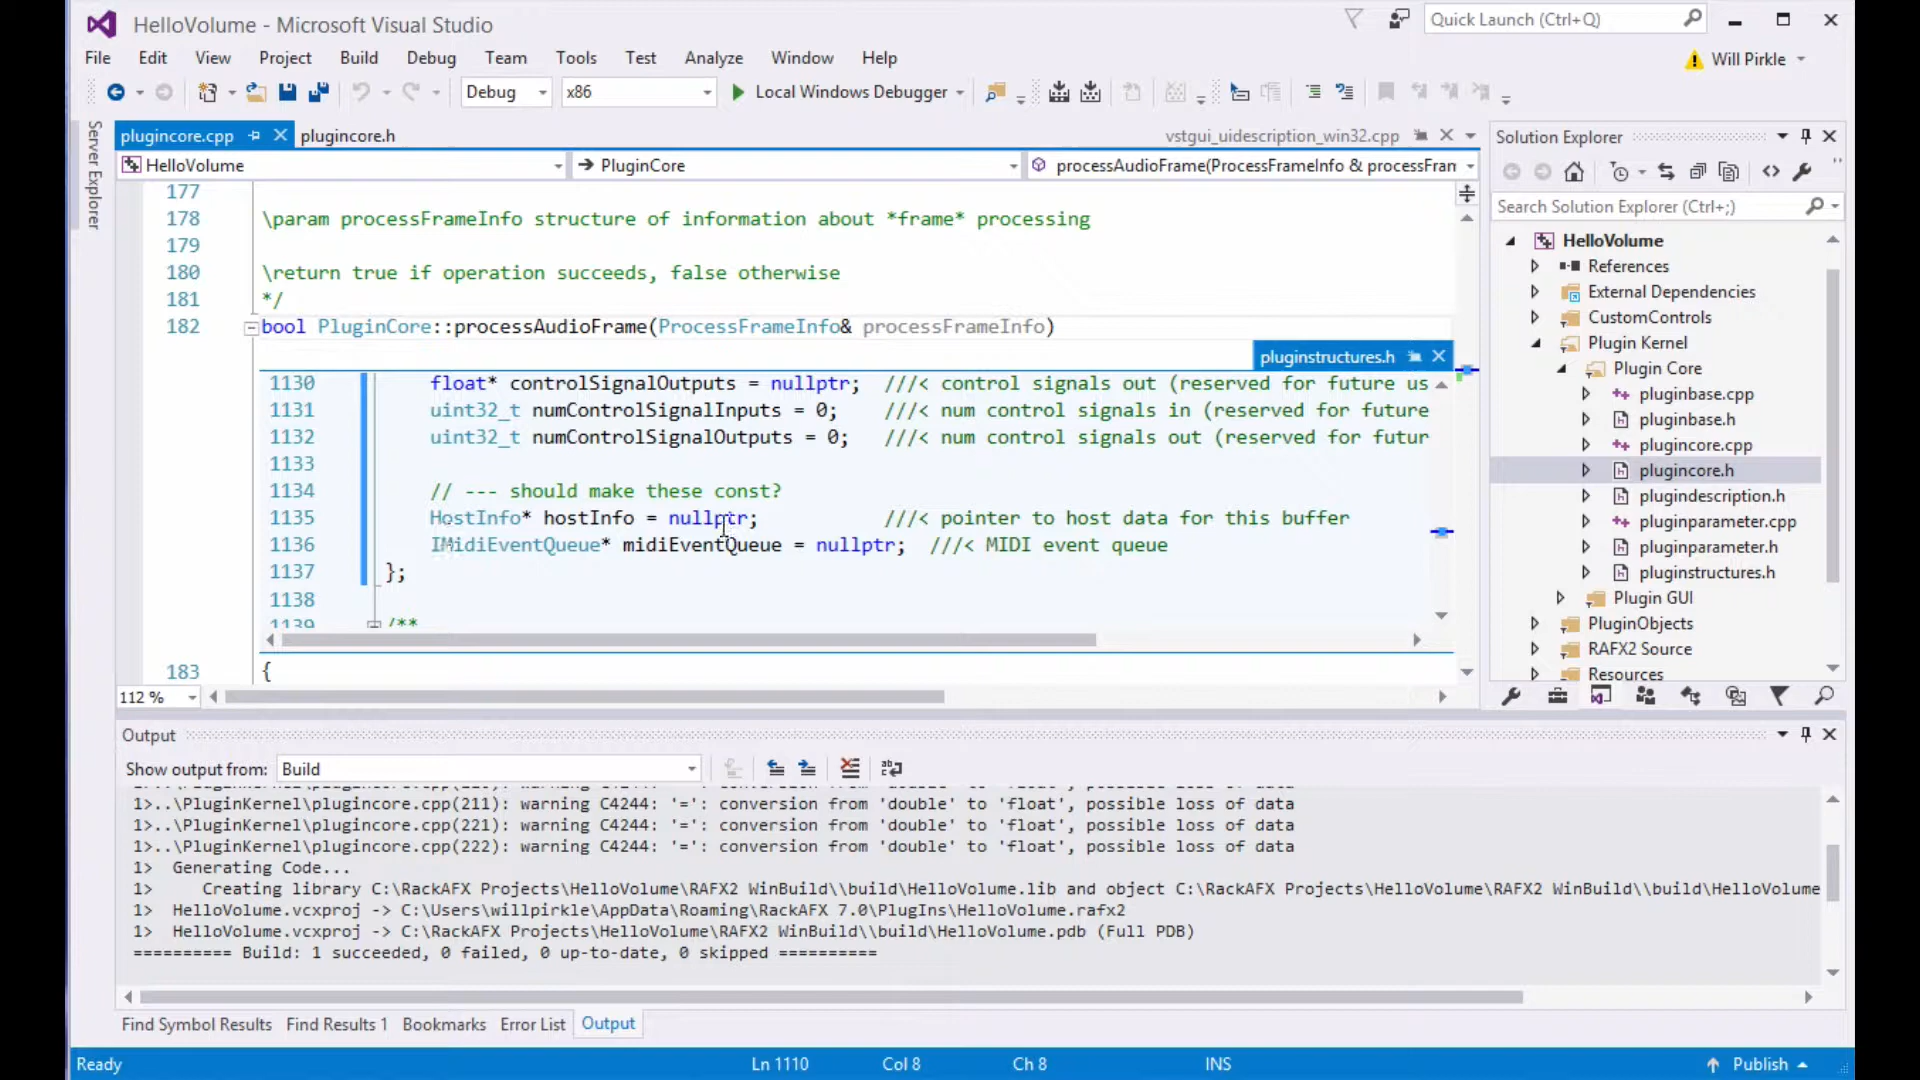 HelloVolume - Microsoft Visual Studio
Quick Launch (Ctrl+Q)
File Edit View Project Build Debug Team Tools Test Analyze Window Help
Will Pirkle
Debug x86 Local Windows Debugger
Server Explorer
plugincore.cpp plugincore.h vstgui_uidescription_win32.cpp
HelloVolume PluginCore processAudioFrame(ProcessFrameInfo & processFram
177
178 \param processFrameInfo structure of information about *frame* processing
179
180 \return true if operation succeeds, false otherwise
181 */
182 bool PluginCore::processAudioFrame(ProcessFrameInfo& processFrameInfo)
pluginstructures.h
1130 float* controlSignalOutputs = nullptr; ///< control signals out (reserved for future us
1131 uint32_t numControlSignalInputs = 0; ///< num control signals in (reserved for future
1132 uint32_t numControlSignalOutputs = 0; ///< num control signals out (reserved for futur
1133
1134 // --- should make these const?
1135 HostInfo* hostInfo = nullptr; ///< pointer to host data for this buffer
1136 IMidiEventQueue* midiEventQueue = nullptr; ///< MIDI event queue
1137 };
1138
1139 /**
183 {
112 %
Solution Explorer
Search Solution Explorer (Ctrl+;)
HelloVolume
References
External Dependencies
CustomControls
Plugin Kernel
Plugin Core
pluginbase.cpp
pluginbase.h
plugincore.cpp
plugincore.h
plugindescription.h
pluginparameter.cpp
pluginparameter.h
pluginstructures.h
Plugin GUI
PluginObjects
RAFX2 Source
Resources
Output
Show output from: Build
1>..\PluginKernel\plugincore.cpp(211): warning C4244: '=': conversion from 'double' to 'float', possible loss of data
1>..\PluginKernel\plugincore.cpp(221): warning C4244: '=': conversion from 'double' to 'float', possible loss of data
1>..\PluginKernel\plugincore.cpp(222): warning C4244: '=': conversion from 'double' to 'float', possible loss of data
1> Generating Code...
1> Creating library C:\RackAFX Projects\HelloVolume\RAFX2 WinBuild\\build\HelloVolume.lib and object C:\RackAFX Projects\HelloVolume\RAFX2 WinBuild\\build\HelloVolume
1> HelloVolume.vcxproj -> C:\Users\willpirkle\AppData\Roaming\RackAFX 7.0\PlugIns\HelloVolume.rafx2
1> HelloVolume.vcxproj -> C:\RackAFX Projects\HelloVolume\RAFX2 WinBuild\\build\HelloVolume.pdb (Full PDB)
========== Build: 1 succeeded, 0 failed, 0 up-to-date, 0 skipped ==========
Find Symbol Results Find Results 1 Bookmarks Error List Output
Ready Ln 1110 Col 8 Ch 8 INS Publish